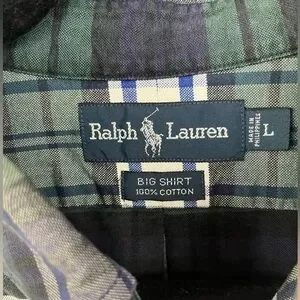 Ralph Lauren
MADE IN
PHILIPPINES
L
BIG SHIRT
100% COTTON